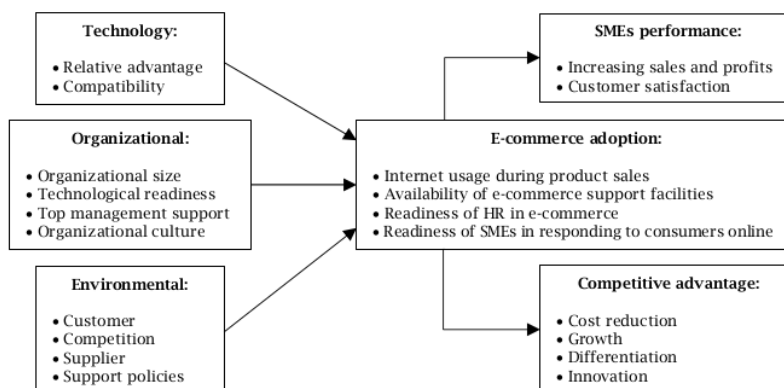 Technology:
• Relative advantage
• Compatibility
Organizational:
• Organizational size
• Technological readiness
• Top management support
• Organizational culture
Environmental:
• Customer
• Competition
• Supplier
• Support policies
E-commerce adoption:
• Internet usage during product sales
• Availability of e-commerce support facilities
• Readiness of HR in e-commerce
• Readiness of SMEs in responding to consumers online
SMEs performance:
• Increasing sales and profits
• Customer satisfaction
Competitive advantage:
• Cost reduction
• Growth
• Differentiation
• Innovation